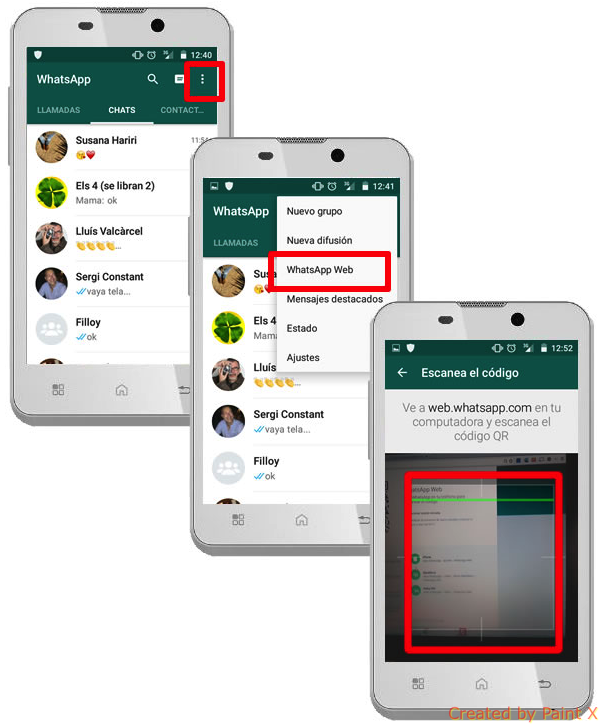 12:40
WhatsApp
LLAMADAS CHATS CONTACT...
Susana Hariri 11:54
Els 4 (se libran 2)
Mama: ok
Lluís Valcàrcel
👏👏👏👏...
Sergi Constant
vaya tela...
Filloy
ok
12:41
WhatsApp
LLAMADAS
Nuevo grupo
Nueva difusión
WhatsApp Web
Mensajes destacados
Estado
Ajustes
Susa
Els 4
Mama
Lluís
👏👏👏👏...
Sergi Constant
vaya tela...
Filloy
ok
12:52
Escanea el código
Ve a web.whatsapp.com en tu
computadora y escanea el
código QR
atsApp Web
Created by Paint X